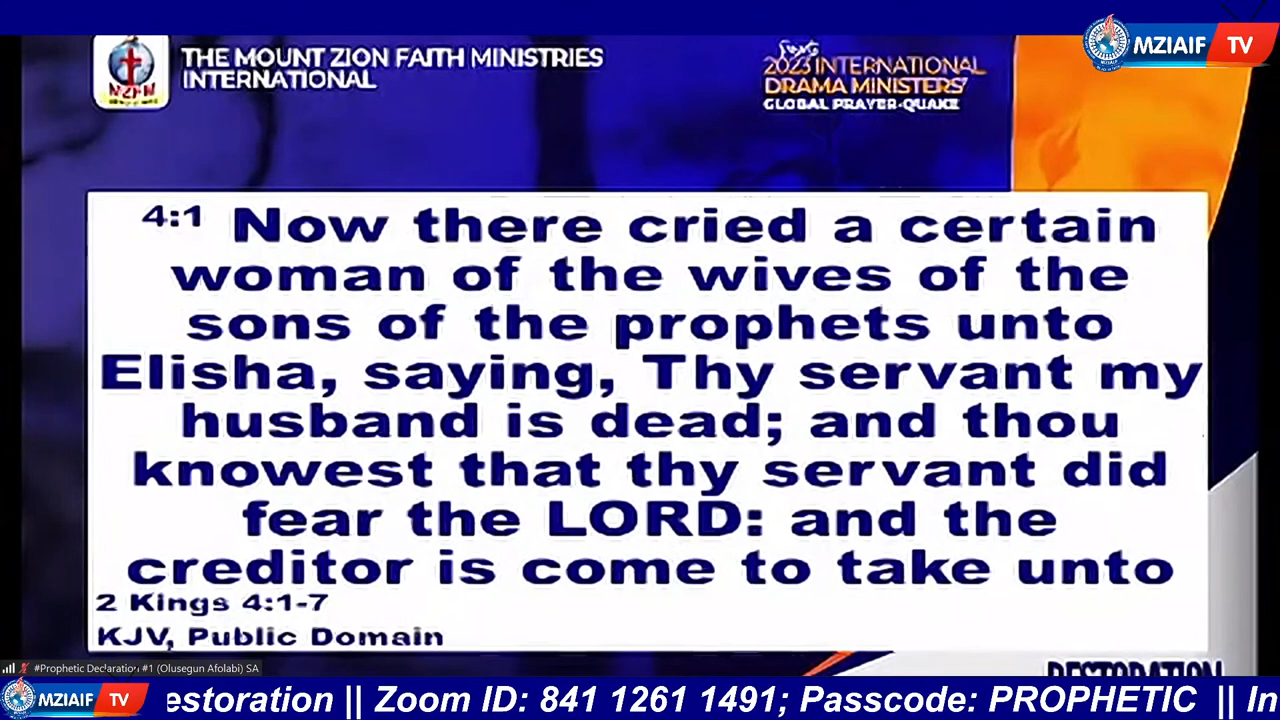 THE MOUNT ZION FAITH MINISTRIES
INTERNATIONAL
MZFM
2023 INTERNATIONAL
DRAMA MINISTERS'
GLOBAL PRAYER-QUAKE
MZIAIF TV
4:1 Now there cried a certain
woman of the wives of the
sons of the prophets unto
Elisha, saying, Thy servant my
husband is dead; and thou
knowest that thy servant did
fear the LORD: and the
creditor is come to take unto
2 Kings 4:1-7
KJV, Public Domain
#Prophetic Declaration #1 (Olusegun Afolabi) SA
RESTORATION
MZIAIF TV
estoration || Zoom ID: 841 1261 1491; Passcode: PROPHETIC || In